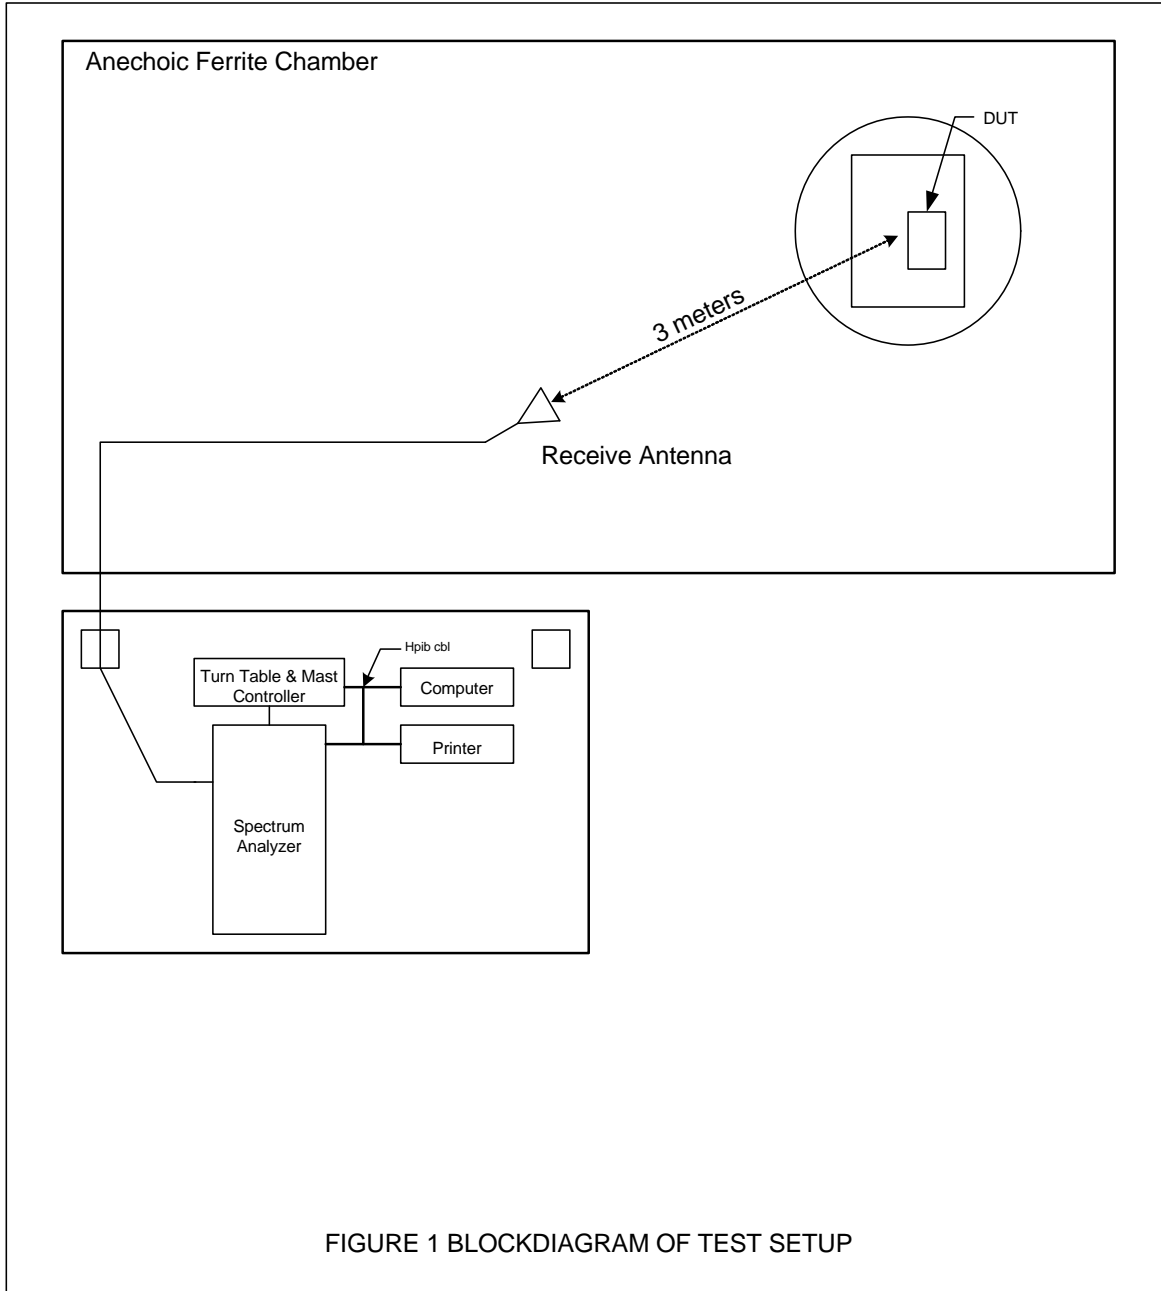 Anechoic Ferrite Chamber
DUT
3 meters
Receive Antenna
Hpib cbl
Turn Table & Mast
Controller
Computer
Printer
Spectrum
Analyzer
FIGURE 1 BLOCKDIAGRAM OF TEST SETUP